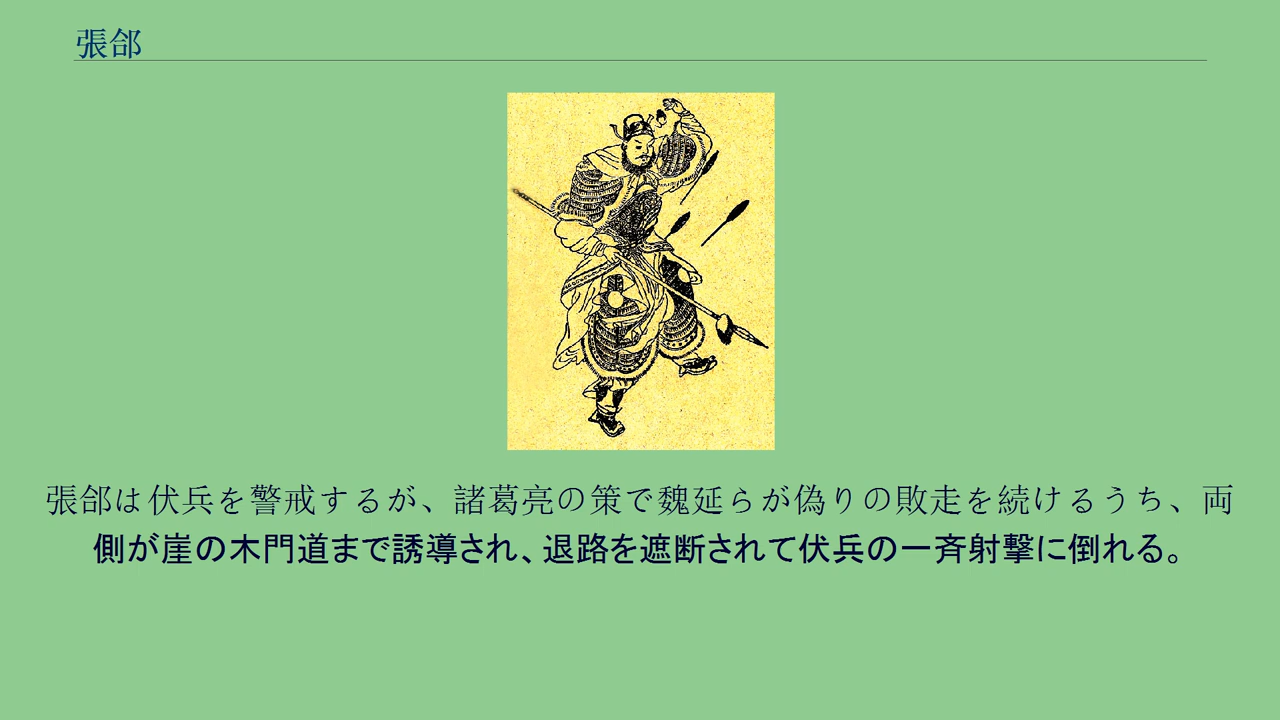 張郃
張郃は伏兵を警戒するが、諸葛亮の策で魏延らが偽りの敗走を続けるうち、両
側が崖の木門道まで誘導され、退路を遮断されて伏兵の一斉射撃に倒れる。